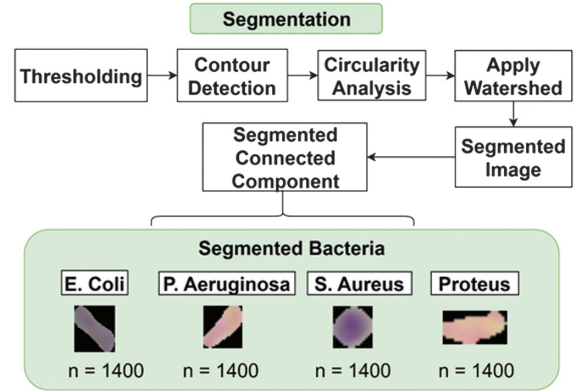 Segmentation
Thresholding
Contour
Detection
Circularity
Analysis
Apply
Watershed
Segmented
Image
Segmented
Connected
Component
Segmented Bacteria
E. Coli
P. Aeruginosa
S. Aureus
Proteus
n = 1400
n = 1400
n = 1400
n = 1400